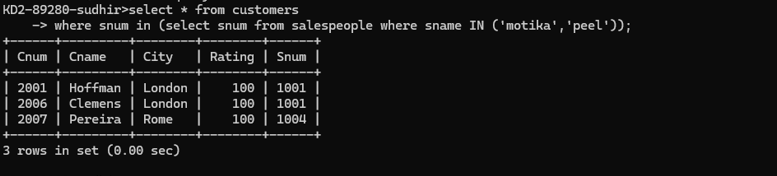 KD2-89280-sudhir>select * from customers
    -> where snum in (select snum from salespeople where sname IN ('motika','peel'));
+------+---------+--------+--------+------+
| Cnum | Cname   | City   | Rating | Snum |
+------+---------+--------+--------+------+
| 2001 | Hoffman | London |    100 | 1001 |
| 2006 | Clemens | London |    100 | 1001 |
| 2007 | Pereira | Rome   |    100 | 1004 |
+------+---------+--------+--------+------+
3 rows in set (0.00 sec)